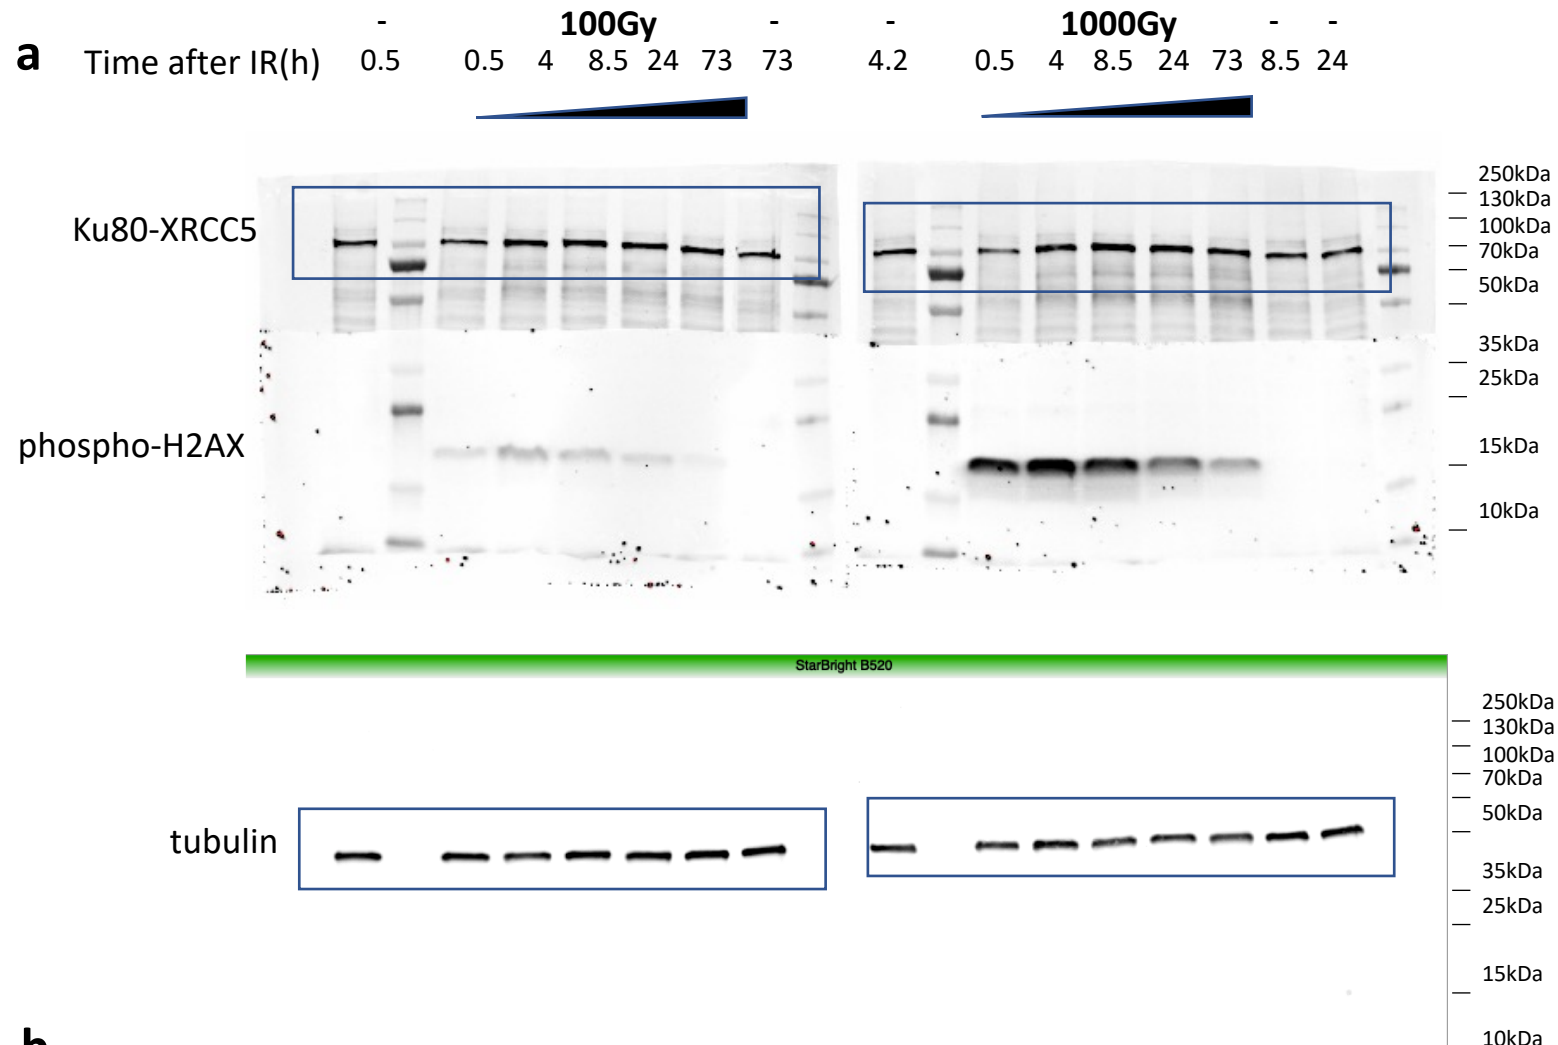 - 100Gy - - 1000Gy - -
a Time after IR(h) 0.5 0.5 4 8.5 24 73 73 4.2 0.5 4 8.5 24 73 8.5 24
250kDa
130kDa
Ku80-XRCC5 100kDa
70kDa
50kDa
35kDa
25kDa
phospho-H2AX 15kDa
10kDa
StarBright B520
250kDa
130kDa
100kDa
70kDa
50kDa
tubulin
35kDa
25kDa
15kDa
10kDa